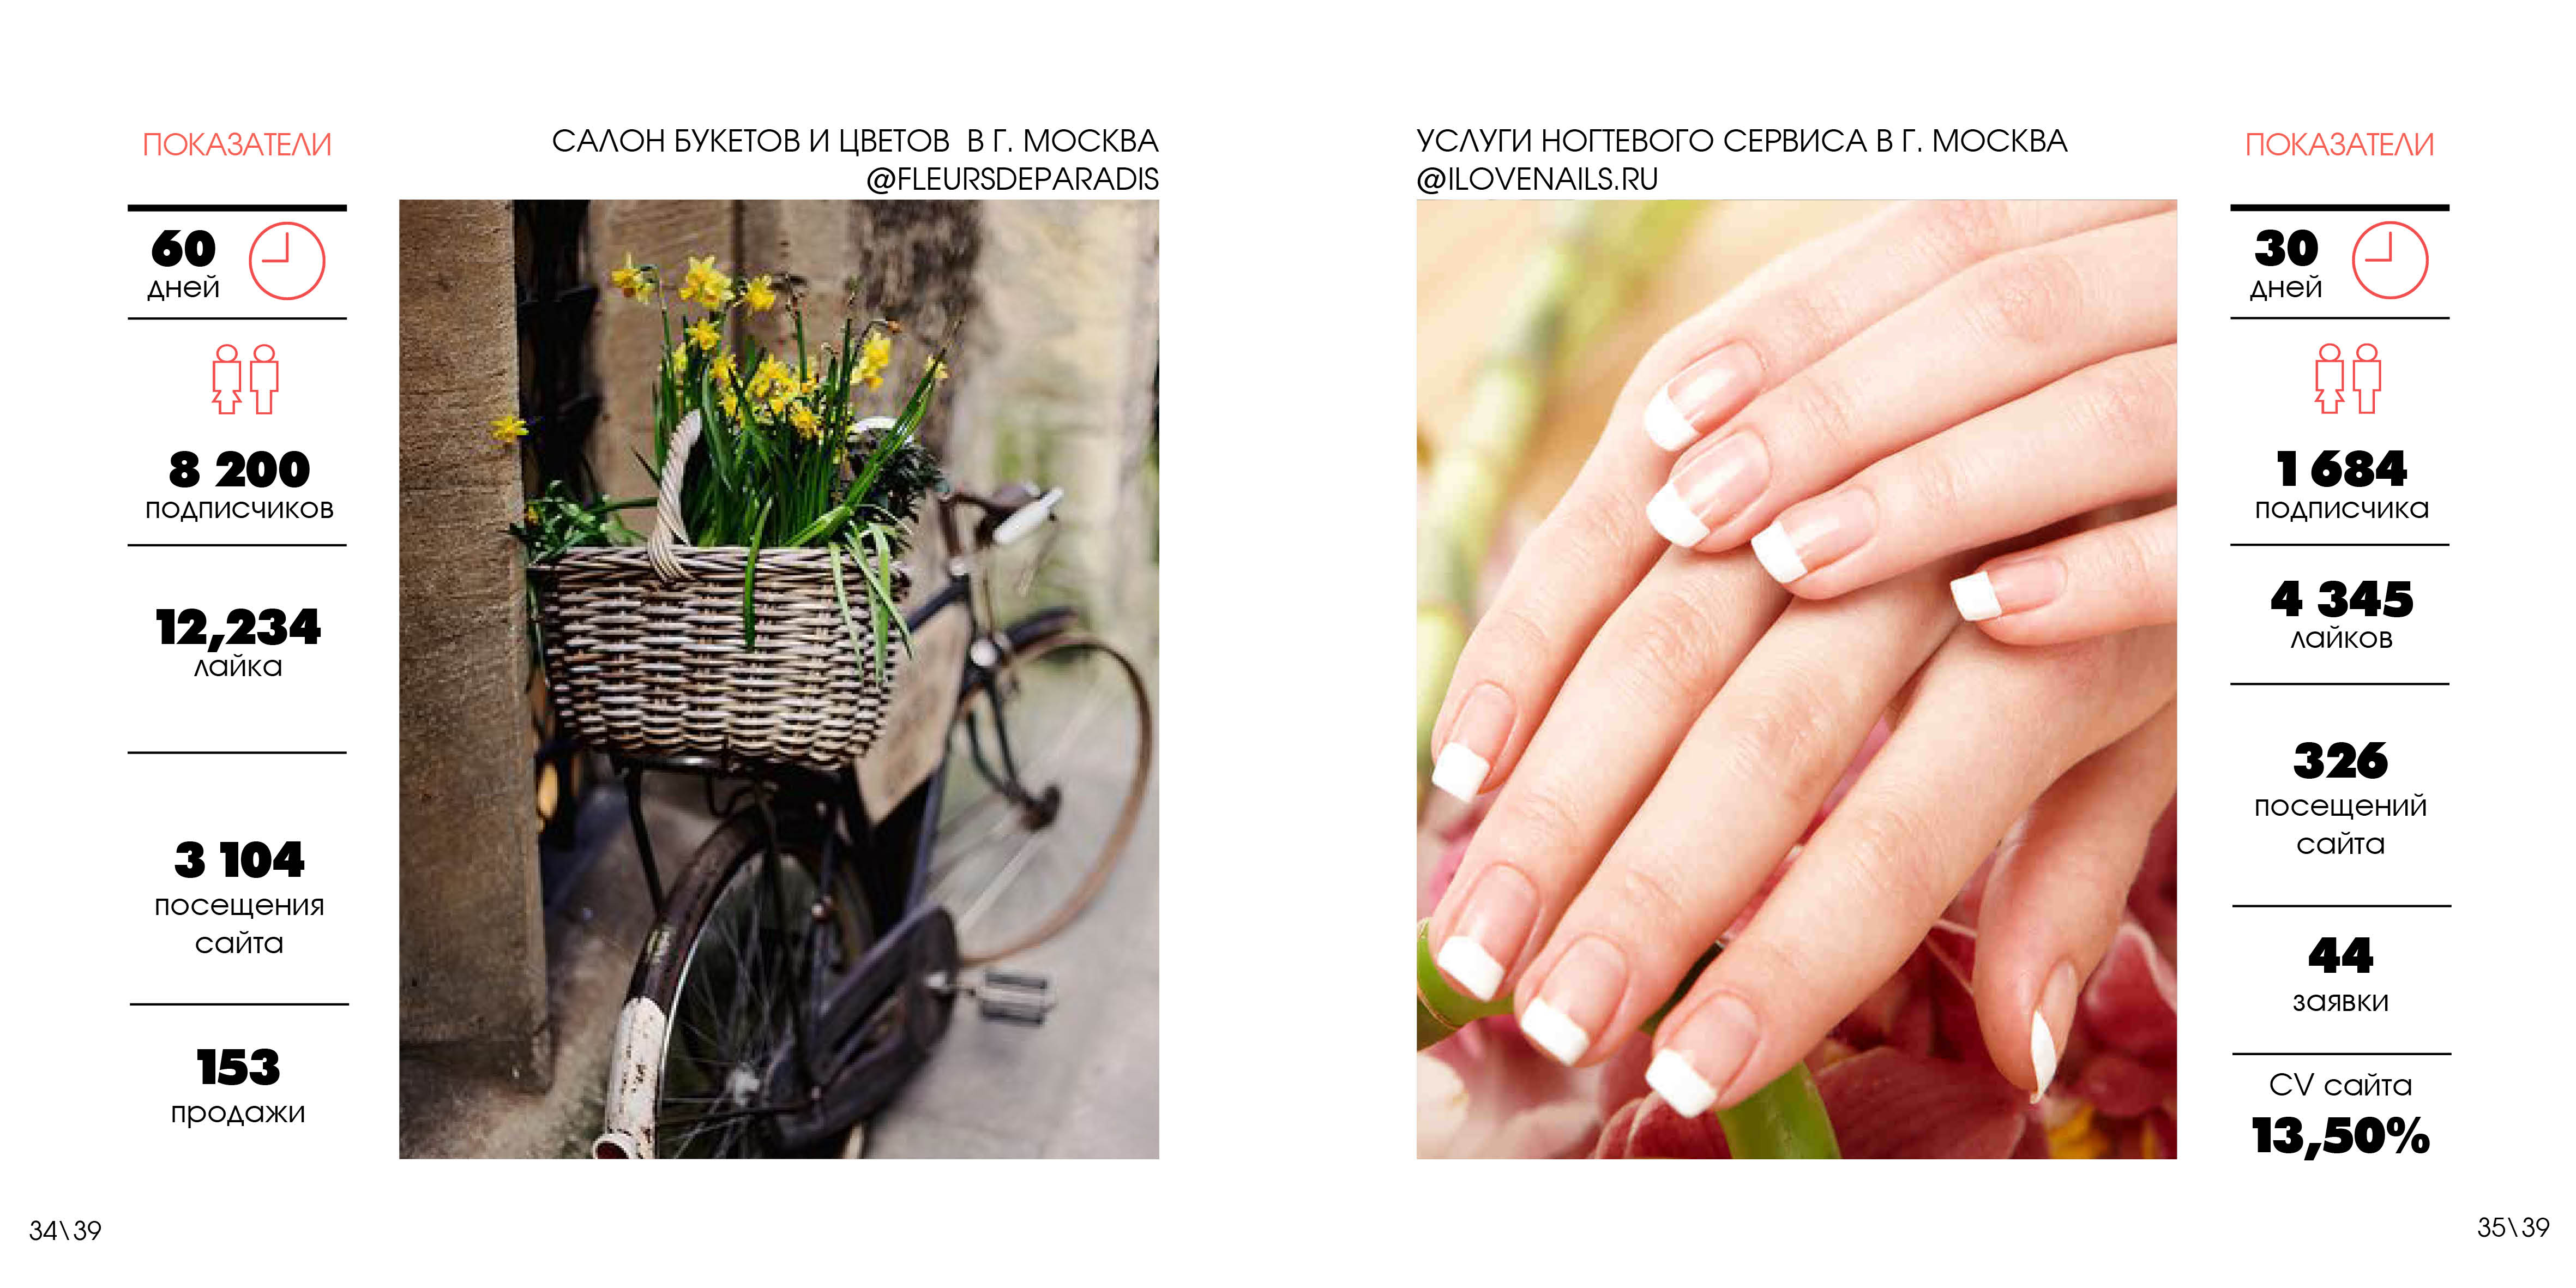 ПОКАЗАТЕЛИ
60
дней
8 200
подписчиков
12,234
лайка
3 104
посещения
сайта
153
продажи
САЛОН БУКЕТОВ И ЦВЕТОВ  В Г. МОСКВА
@FLEURSDEPARADIS
34\39
УСЛУГИ НОГТЕВОГО СЕРВИСА В Г. МОСКВА
@ILOVENAILS.RU
ПОКАЗАТЕЛИ
30
дней
1 684
подписчика
4 345
лайков
326
посещений
сайта
44
заявки
CV сайта
13,50%
35\39